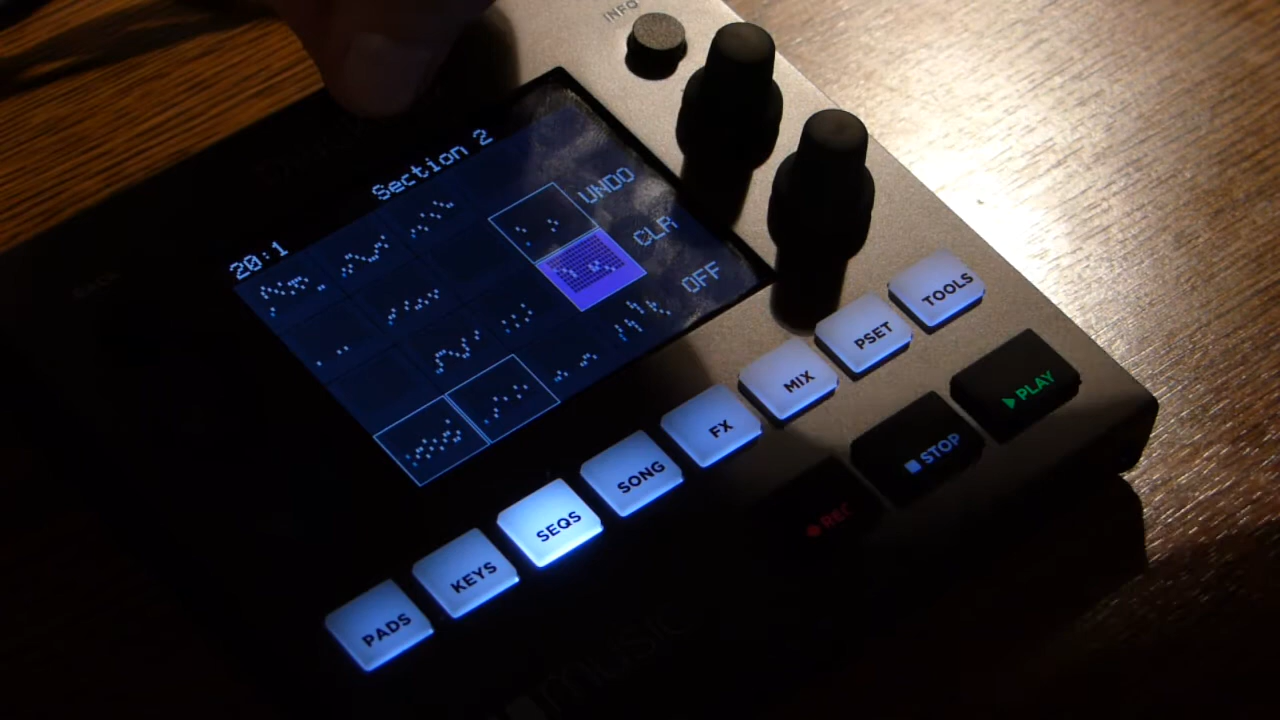 INFO
Section 2
20:1
UNDO
CLR
OFF
TOOLS
PSET
MIX
FX
SONG
SEQS
KEYS
PADS
▶PLAY
■ STOP
● REC
music